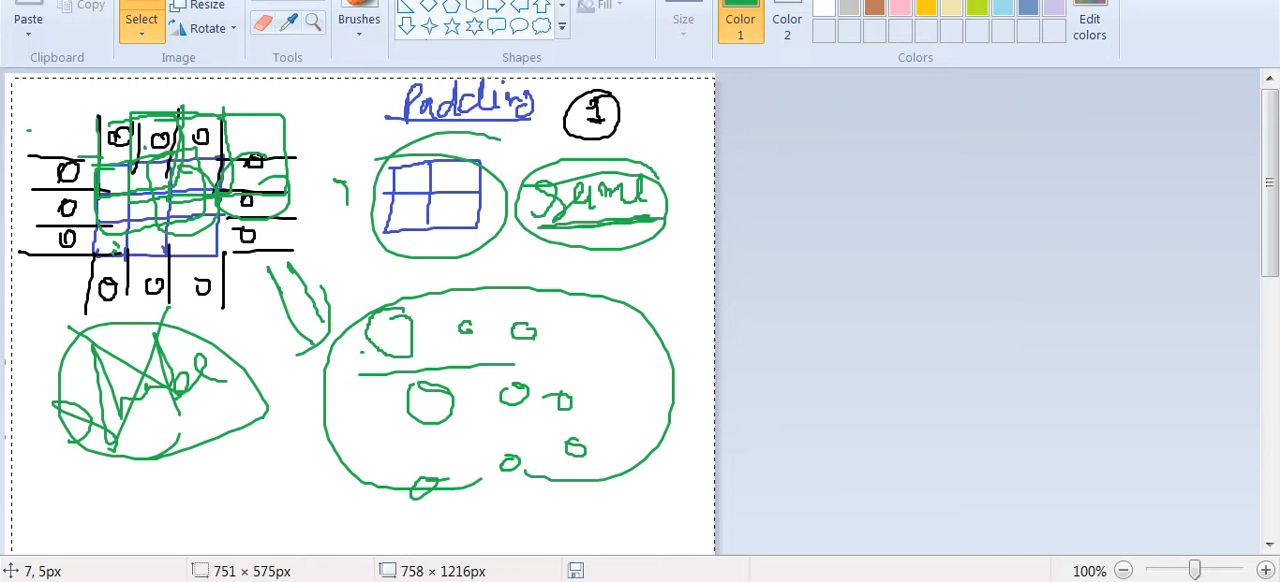 Paste
Select
Copy
Resize
Rotate
Brushes
Fill
Size
Color
1
Color
2
Edit
colors
Clipboard
Image
Tools
Shapes
Colors
Padding
1
0 0 0
0 0
0 0
0 0
Same
0 0 0
7, 5px
751 × 575px
758 × 1216px
100%